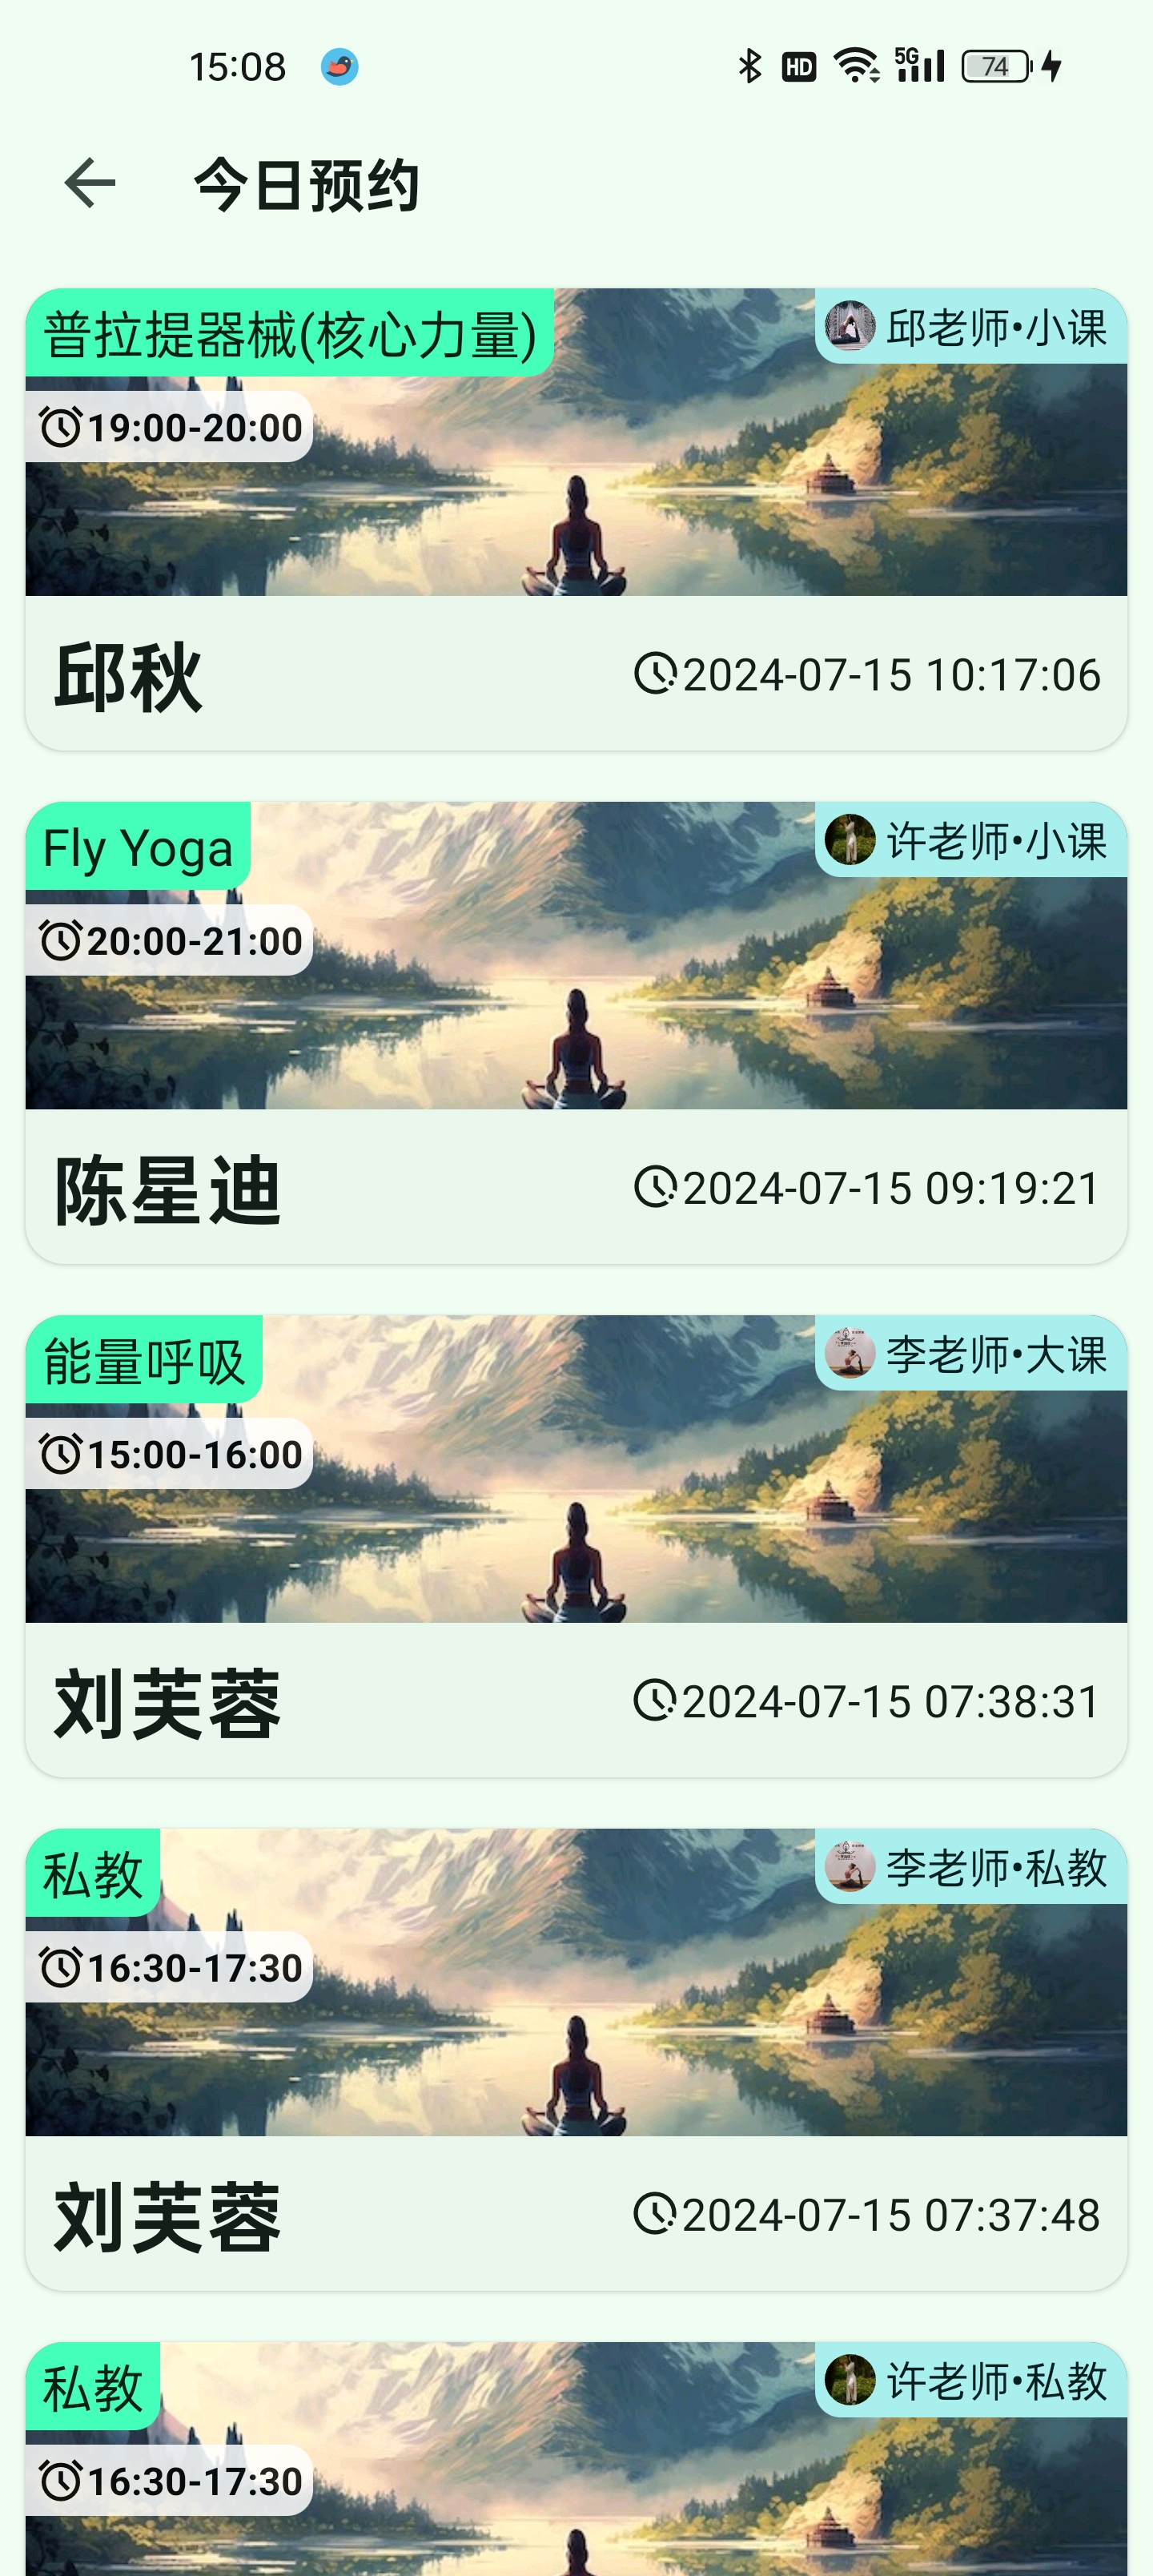 15:08 HD 5G 74
今日预约
普拉提器械(核心力量) 邱老师•小课
19:00-20:00
邱秋 2024-07-15 10:17:06
Fly Yoga 许老师•小课
20:00-21:00
陈星迪 2024-07-15 09:19:21
能量呼吸 李老师•大课
15:00-16:00
刘芙蓉 2024-07-15 07:38:31
私教 李老师•私教
16:30-17:30
刘芙蓉 2024-07-15 07:37:48
私教 许老师•私教
16:30-17:30